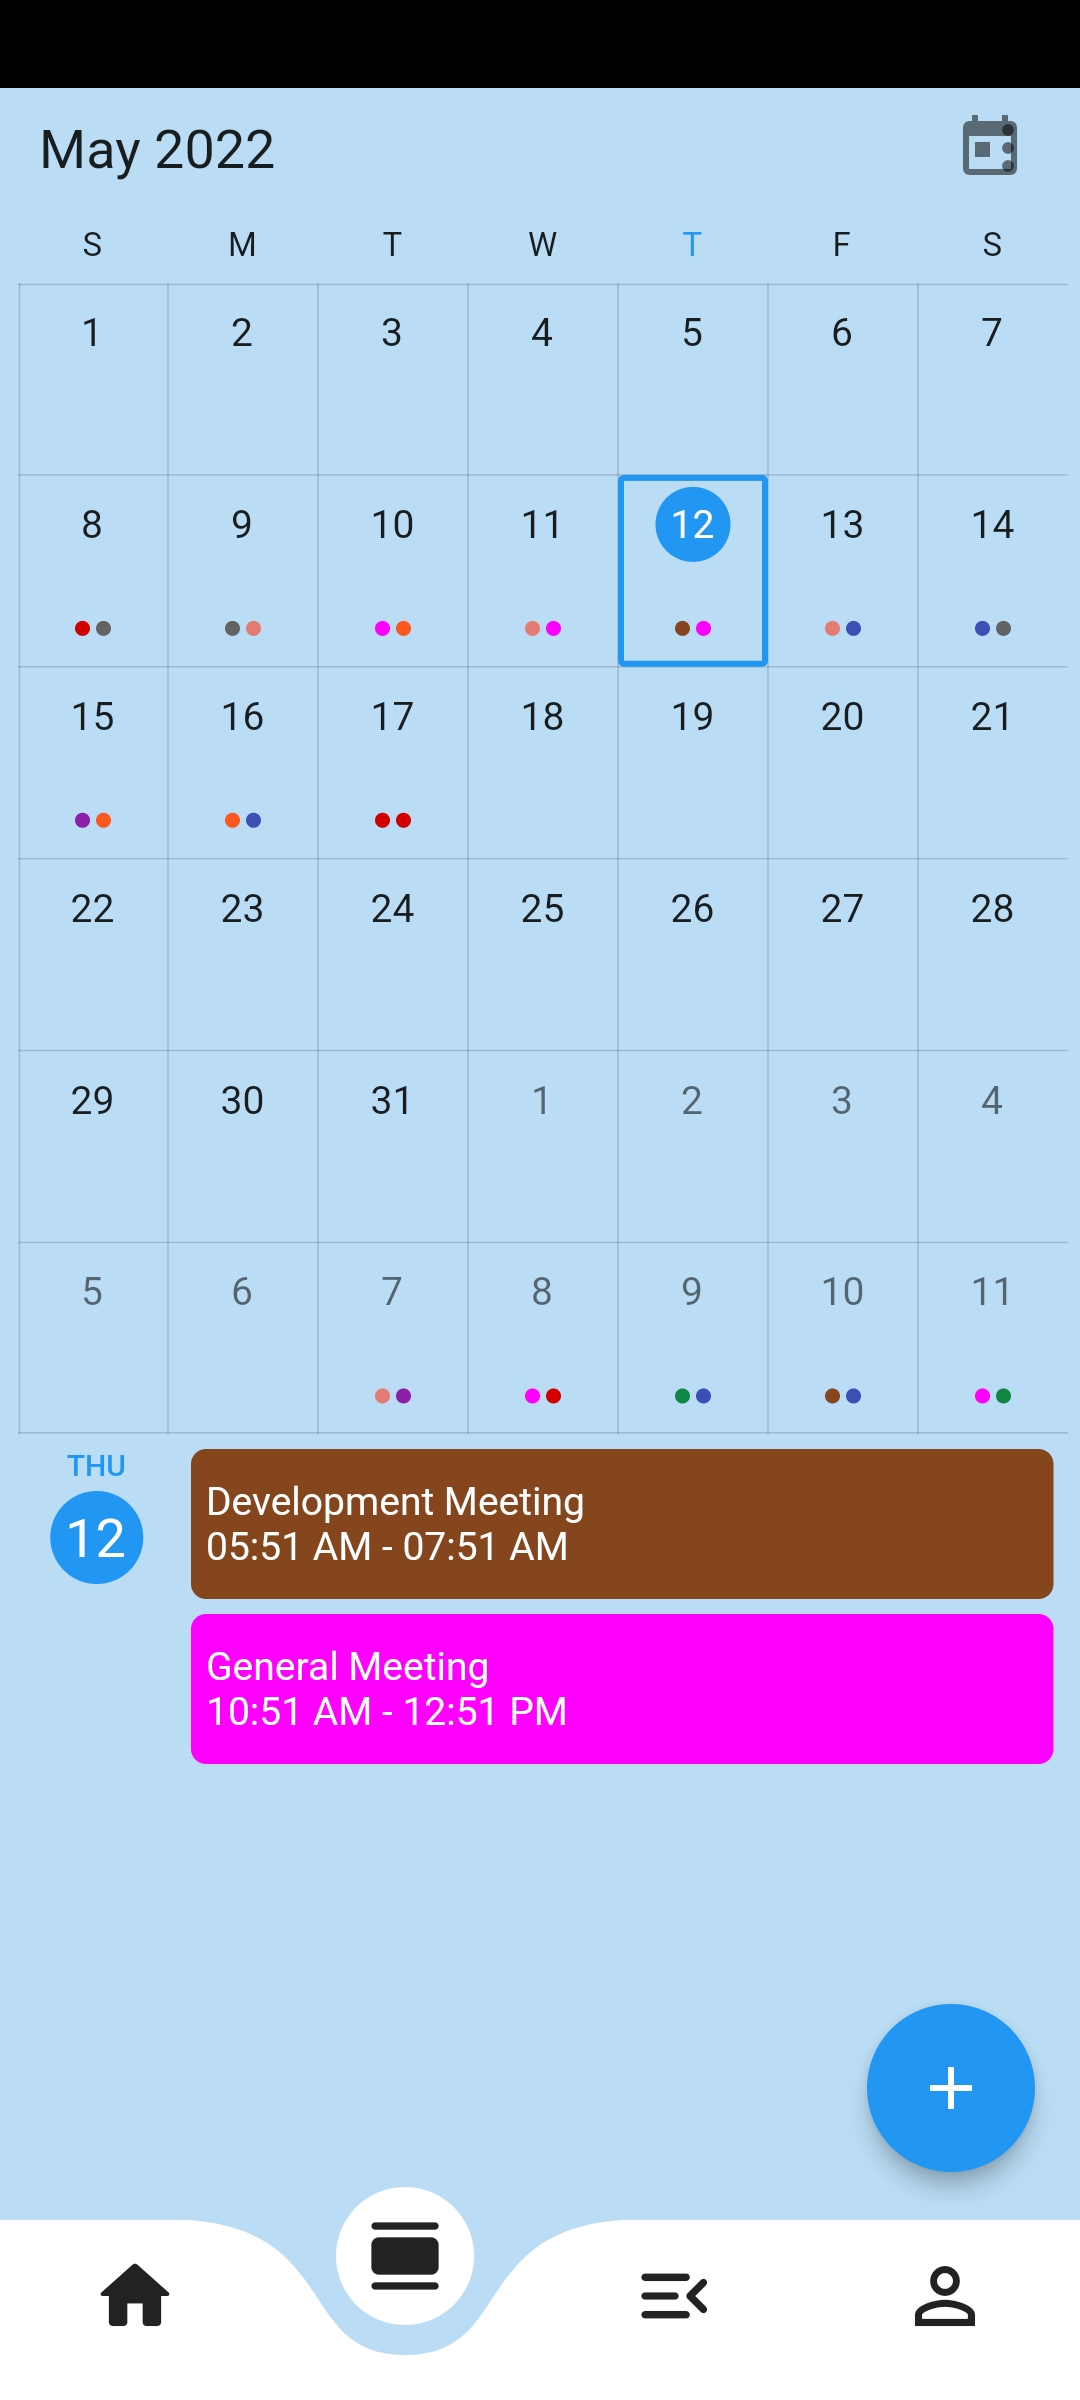 May 2022
S M T W T F S
1 2 3 4 5 6 7
8 9 10 11 12 13 14
15 16 17 18 19 20 21
22 23 24 25 26 27 28
29 30 31 1 2 3 4
5 6 7 8 9 10 11
THU
12
Development Meeting
05:51 AM - 07:51 AM
General Meeting
10:51 AM - 12:51 PM